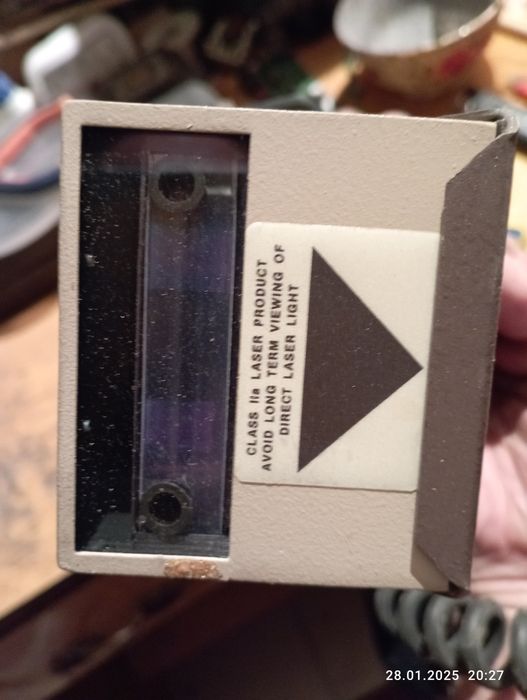 CLASS IIa LASER PRODUCT
AVOID LONG TERM VIEWING OF
DIRECT LASER LIGHT
28.01.2025 20:27